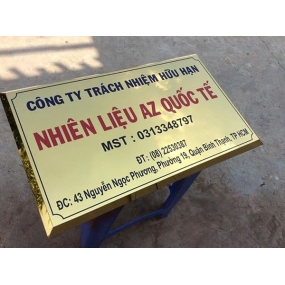 CÔNG TY TRÁCH NHIỆM HỮU HẠN
NHIÊN LIỆU AZ QUỐC TẾ
MST : 0313348797
ĐT: (08) 22530387
ĐC: 43 Nguyễn Ngọc Phương, Phường 19, Quận Bình Thạnh, TP HCM